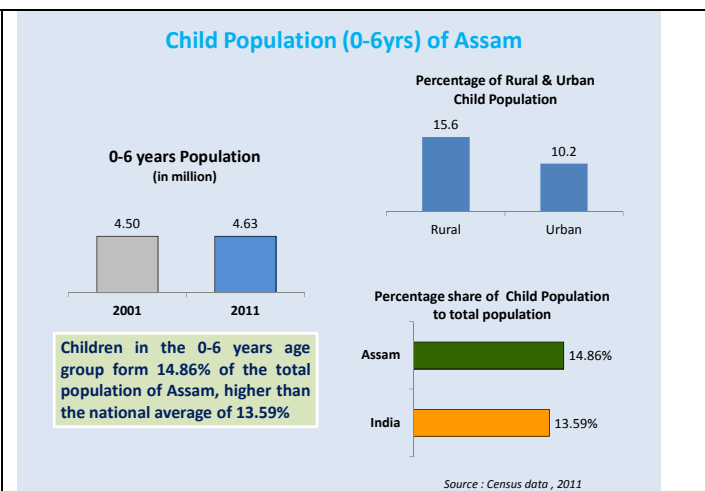 Child Population (0-6yrs) of Assam
0-6 years Population
(in million)
4.50
4.63
2001
2011
Children in the 0-6 years age
group form 14.86% of the total
population of Assam, higher than
the national average of 13.59%
Percentage of Rural & Urban
Child Population
15.6
10.2
Rural
Urban
Percentage share of Child Population
to total population
Assam
14.86%
India
13.59%
Source : Census data , 2011